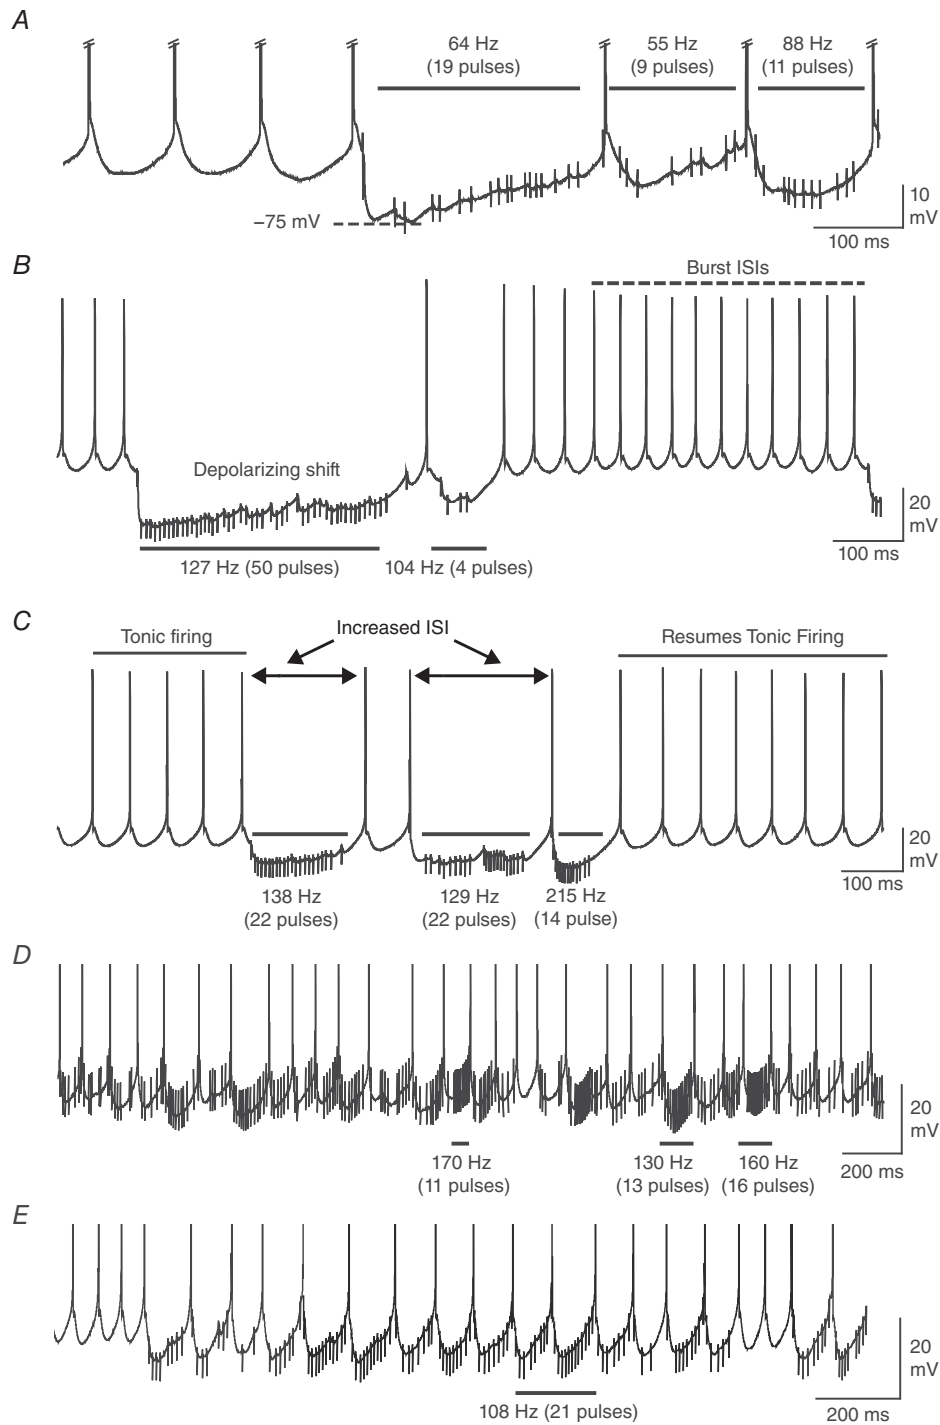 A
64 Hz
(19 pulses)
55 Hz
(9 pulses)
88 Hz
(11 pulses)
–75 mV
10
mV
100 ms
B
Burst ISIs
Depolarizing shift
20
mV
100 ms
127 Hz (50 pulses)
104 Hz (4 pulses)
C
Tonic firing
Increased ISI
Resumes Tonic Firing
20
mV
100 ms
138 Hz
(22 pulses)
129 Hz
(22 pulses)
215 Hz
(14 pulse)
D
20
mV
200 ms
170 Hz
(11 pulses)
130 Hz
(13 pulses)
160 Hz
(16 pulses)
E
20
mV
200 ms
108 Hz (21 pulses)